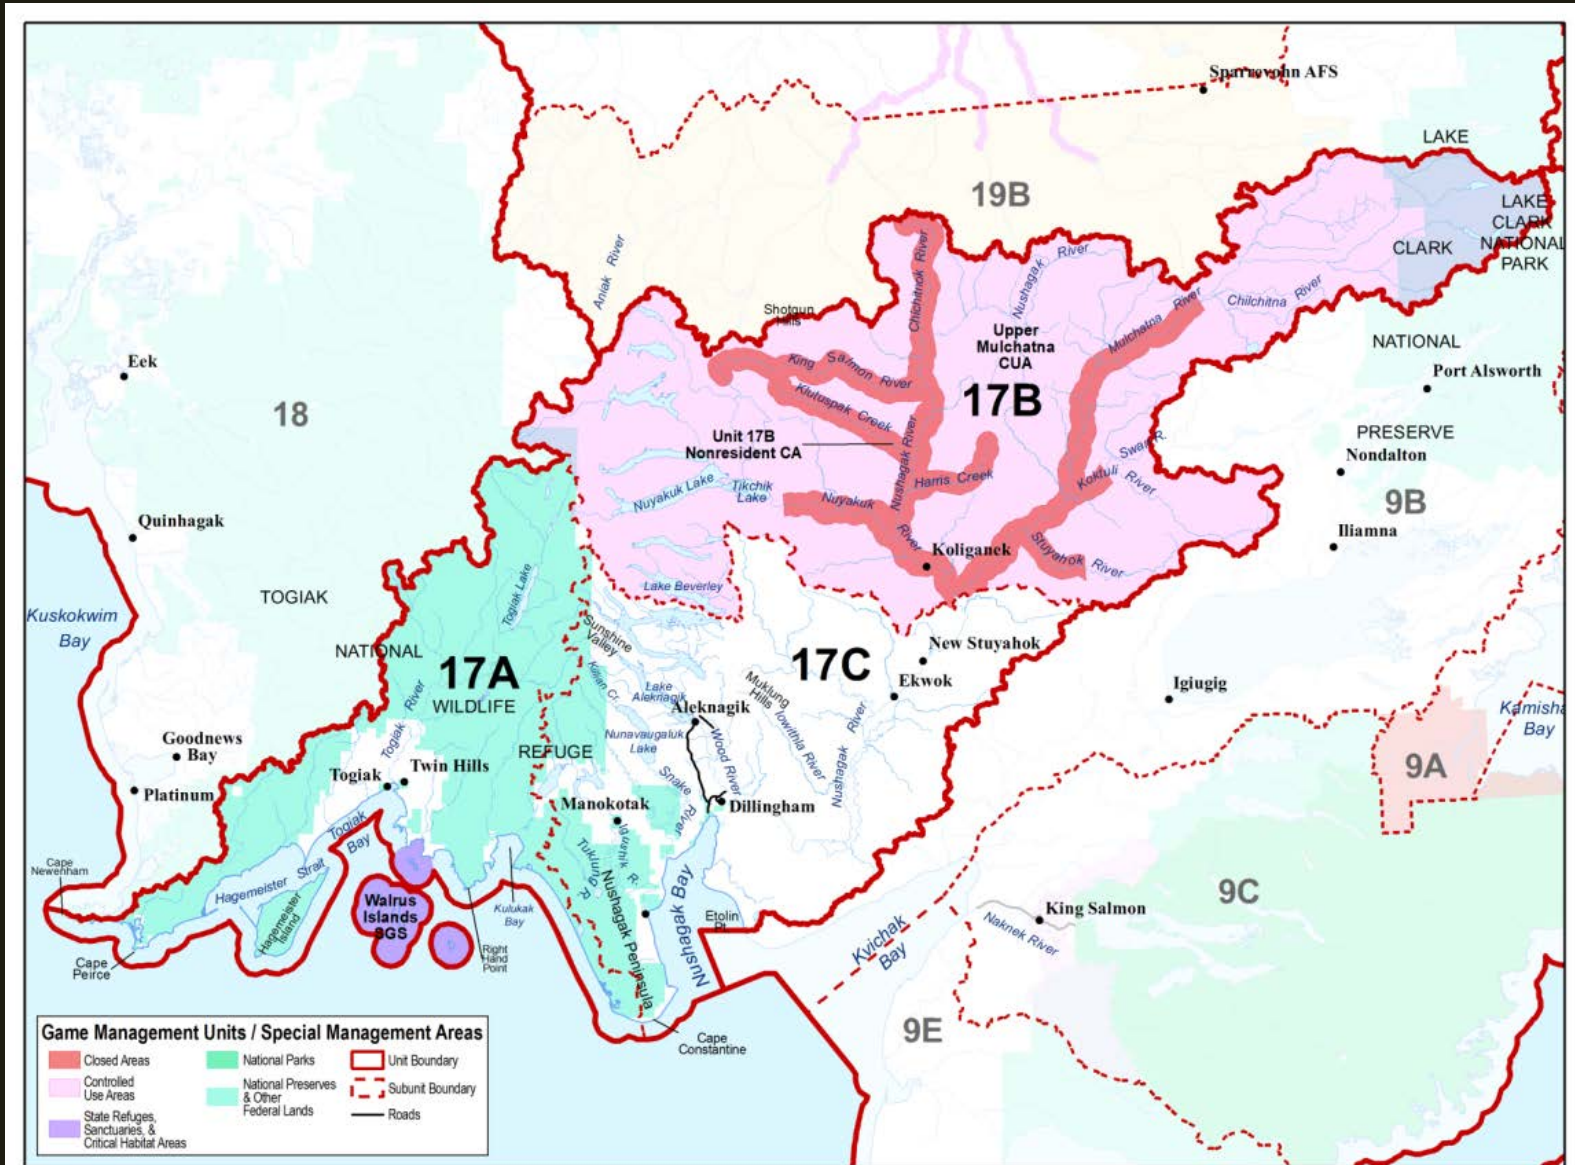 Sparrevohn AFS
LAKE
19B
LAKE
CLARK
NATIONAL
PARK
CLARK
Aniak River
Chichitnok River
Nushagak River
Shotgun
Hills
Mulchatna River
Chilchitna River
Upper
Mulchatna
CUA
NATIONAL
Eek
King Salmon River
Port Alsworth
18
Klutuspak Creek
17B
Unit 17B
Nonresident CA
Swan R.
PRESERVE
Nondalton
Nushagak River
Harris Creek
Koktuli River
Nuyakuk Lake
Tikchik
Lake
Nuyakuk River
9B
Quinhagak
Iliamna
Koliganek
Stuyahok River
Togiak Lake
Lake Beverley
TOGIAK
Kuskokwim
Bay
Sunshine
Valley
NATIONAL
17A
17C
New Stuyahok
Killian Cr.
Lake
Aleknagik
Muklung
Hills
Ekwok
Igiugig
WILDLIFE
Togiak River
Aleknagik
Iowithla River
Nushagak River
Kamisha
Bay
Goodnews
Bay
Nunavaugaluk
Lake
Wood River
REFUGE
9A
Togiak
Twin Hills
Snake River
Platinum
Manokotak
Dillingham
Togiak
Bay
Igushik R.
Tuklung R.
Cape
Newenham
Hagemeister Strait
Nushagak Peninsula
Nushagak Bay
9C
Walrus
Islands
SGS
Kulukak
Bay
Etolin
Pt.
King Salmon
Hagemeister
Island
Naknek River
Kvichak
Bay
Cape
Peirce
Right
Hand
Point
9E
Cape
Constantine
Game Management Units / Special Management Areas
Closed Areas
National Parks
Unit Boundary
Controlled
Use Areas
National Preserves
& Other
Federal Lands
Subunit Boundary
State Refuges,
Sanctuaries, &
Critical Habitat Areas
Roads